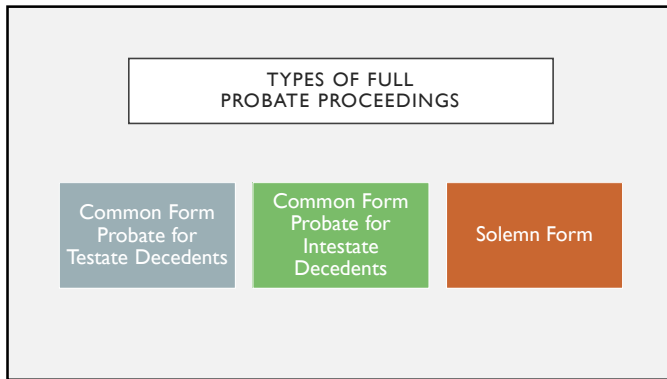 TYPES OF FULL
PROBATE PROCEEDINGS
Common Form
Probate for
Testate Decedents
Common Form
Probate for
Intestate
Decedents
Solemn Form